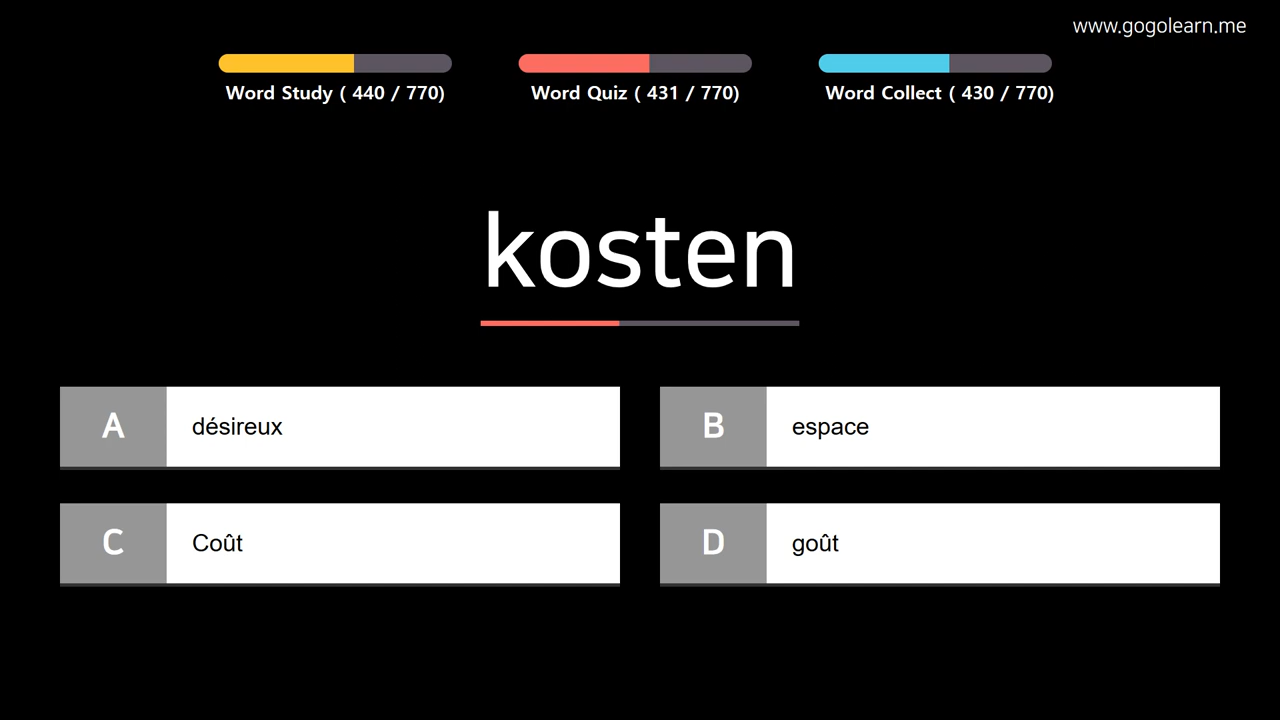 www.gogolearn.me
Word Study ( 440 / 770)
Word Quiz ( 431 / 770)
Word Collect ( 430 / 770)
kosten
A désireux
B espace
C Coût
D goût